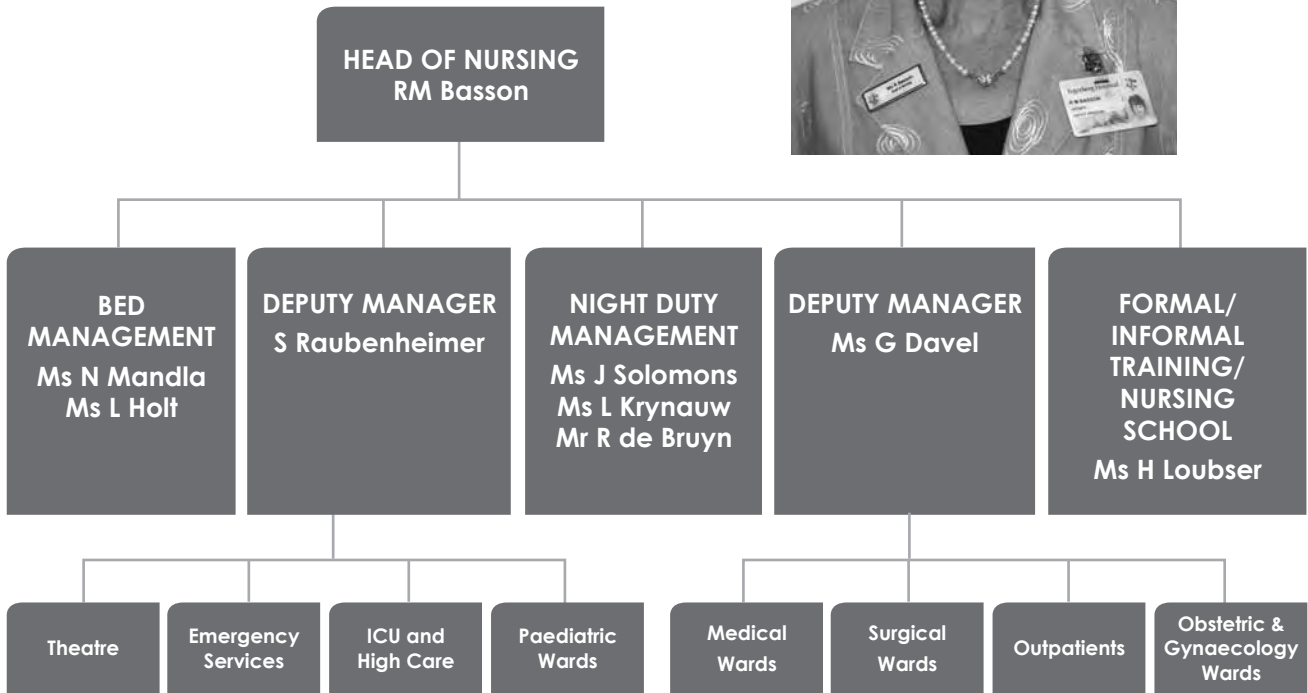 HEAD OF NURSING
RM Basson
BED
MANAGEMENT
Ms N Mandla
Ms L Holt
DEPUTY MANAGER
S Raubenheimer
NIGHT DUTY
MANAGEMENT
Ms J Solomons
Ms L Krynauw
Mr R de Bruyn
DEPUTY MANAGER
Ms G Davel
FORMAL/
INFORMAL
TRAINING/
NURSING
SCHOOL
Ms H Loubser
Theatre
Emergency
Services
ICU and
High Care
Paediatric
Wards
Medical
Wards
Surgical
Wards
Outpatients
Obstetric &
Gynaecology
Wards